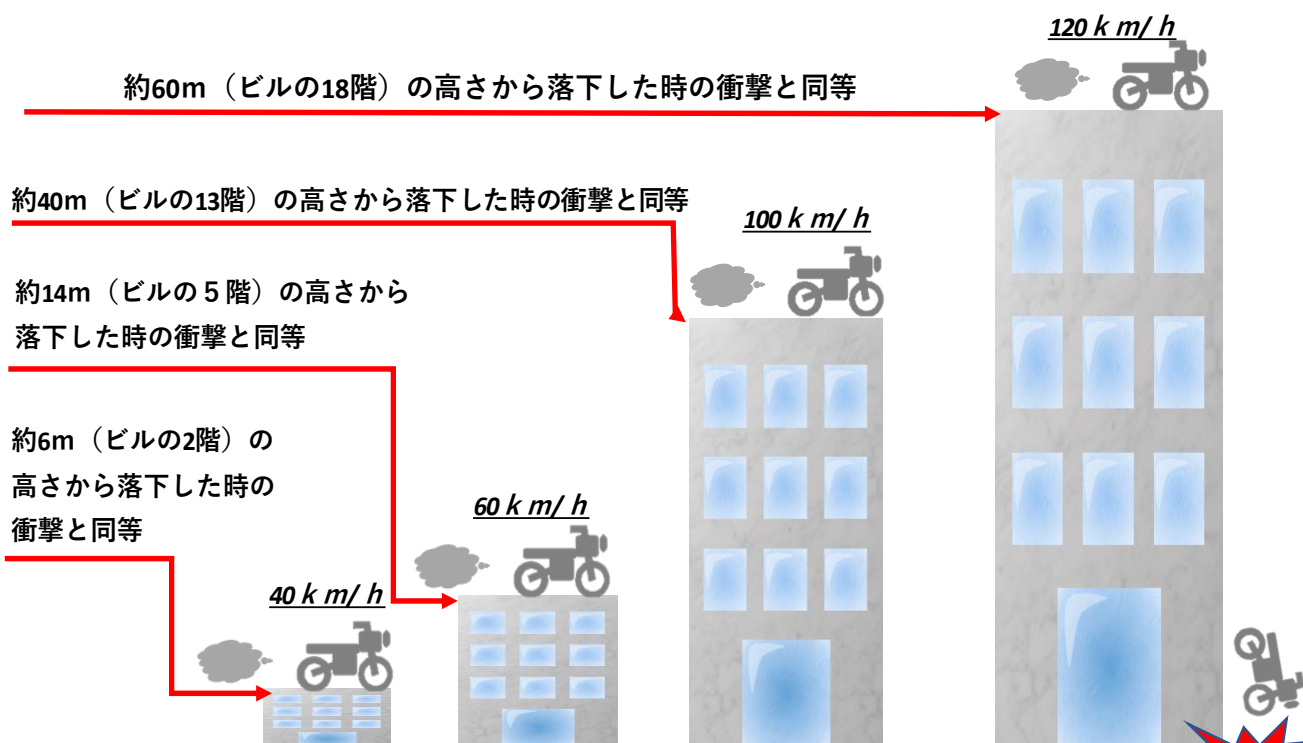 120ｋｍ/ｈ
約60ｍ（ビルの18階）の高さから落下した時の衝撃と同等
約40ｍ（ビルの13階）の高さから落下した時の衝撃と同等
100ｋｍ/ｈ
約14ｍ（ビルの５階）の高さから
落下した時の衝撃と同等
約6ｍ（ビルの2階）の
高さから落下した時の
衝撃と同等
60ｋｍ/ｈ
40ｋｍ/ｈ